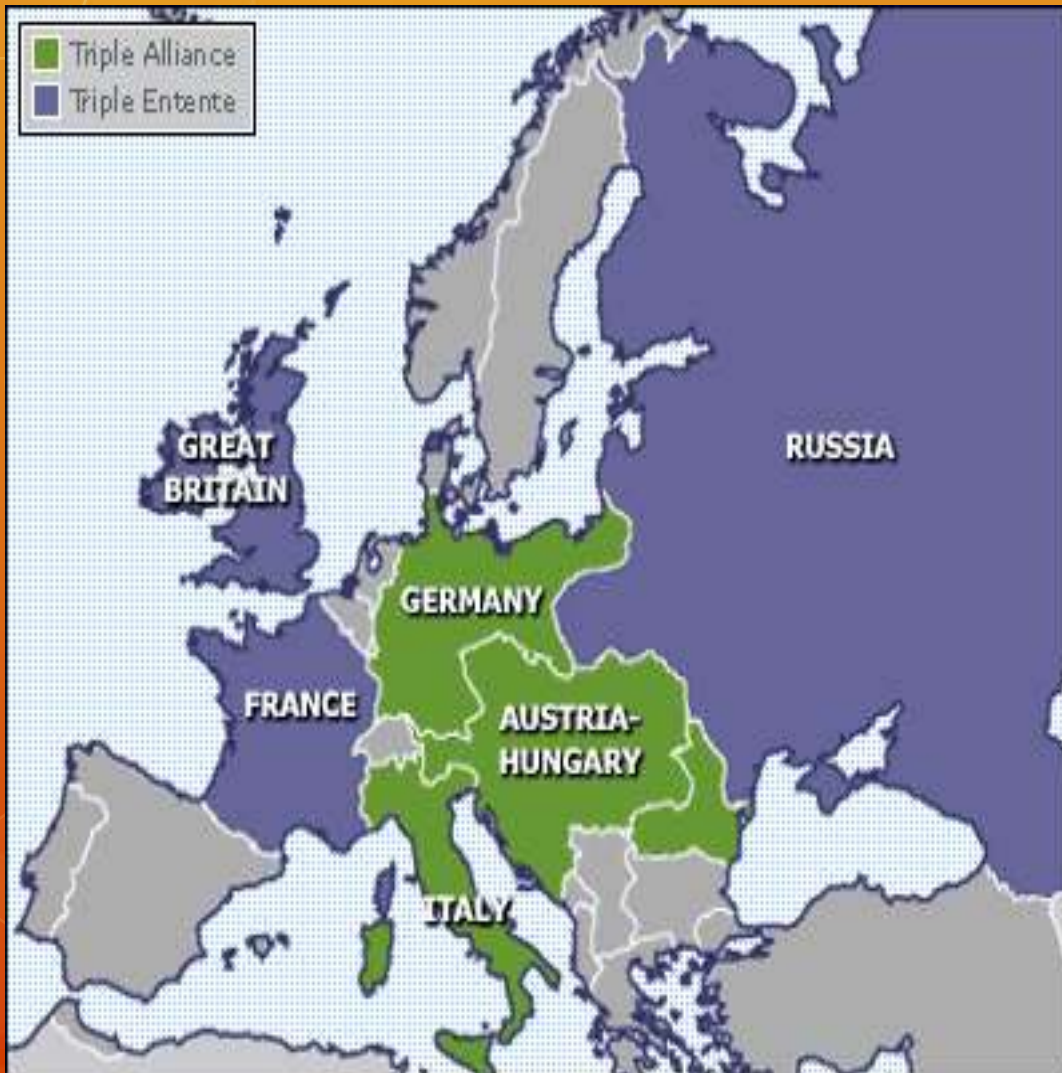 Triple Alliance
Triple Entente
GREAT
BRITAIN
RUSSIA
GERMANY
FRANCE
AUSTRIA-
HUNGARY
ITALY